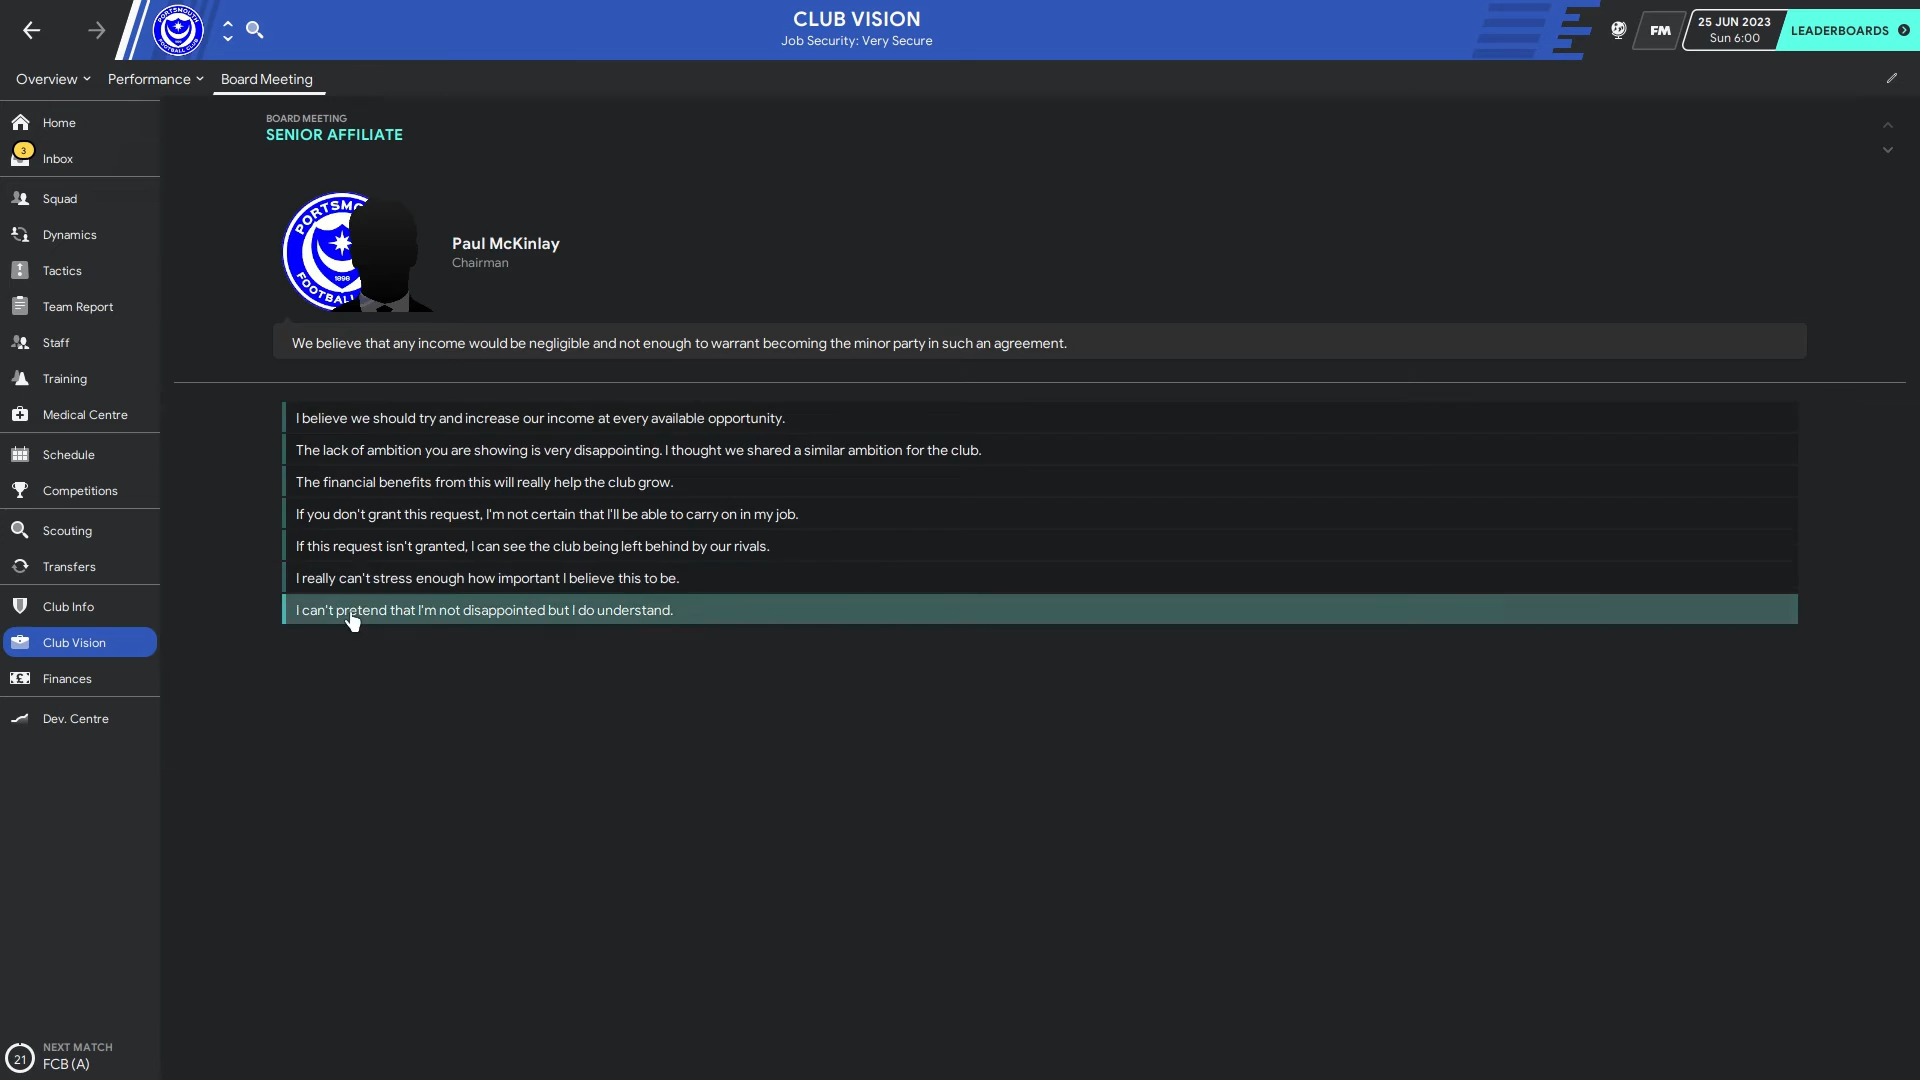 CLUB VISION
Job Security: Very Secure
FM
25 JUN 2023
Sun 6:00
LEADERBOARDS
Overview
Performance
Board Meeting
Home
3
Inbox
Squad
Dynamics
Tactics
Team Report
Staff
Training
Medical Centre
Schedule
Competitions
Scouting
Transfers
Club Info
Club Vision
Finances
Dev. Centre
21
NEXT MATCH
FCB (A)
BOARD MEETING
SENIOR AFFILIATE
PORTSM
1898
FOOTBALL
Paul McKinlay
Chairman
We believe that any income would be negligible and not enough to warrant becoming the minor party in such an agreement.
I believe we should try and increase our income at every available opportunity.
The lack of ambition you are showing is very disappointing. I thought we shared a similar ambition for the club.
The financial benefits from this will really help the club grow.
If you don't grant this request, I'm not certain that I'll be able to carry on in my job.
If this request isn't granted, I can see the club being left behind by our rivals.
I really can't stress enough how important I believe this to be.
I can't pretend that I'm not disappointed but I do understand.